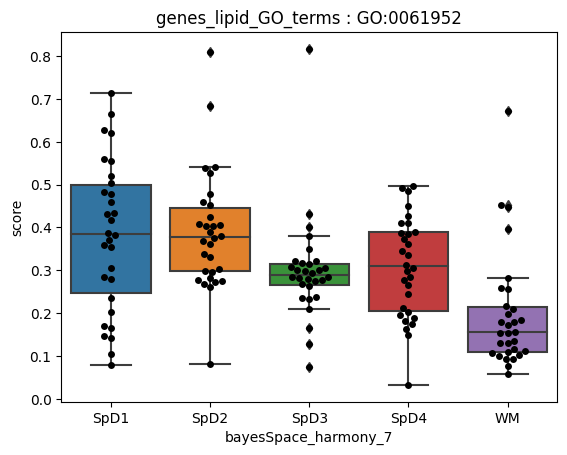 genes_lipid_GO_terms : GO:0061952
score
0.8
0.7
0.6
0.5
0.4
0.3
0.2
0.1
0.0
SpD1 SpD2 SpD3 SpD4 WM
bayesSpace_harmony_7